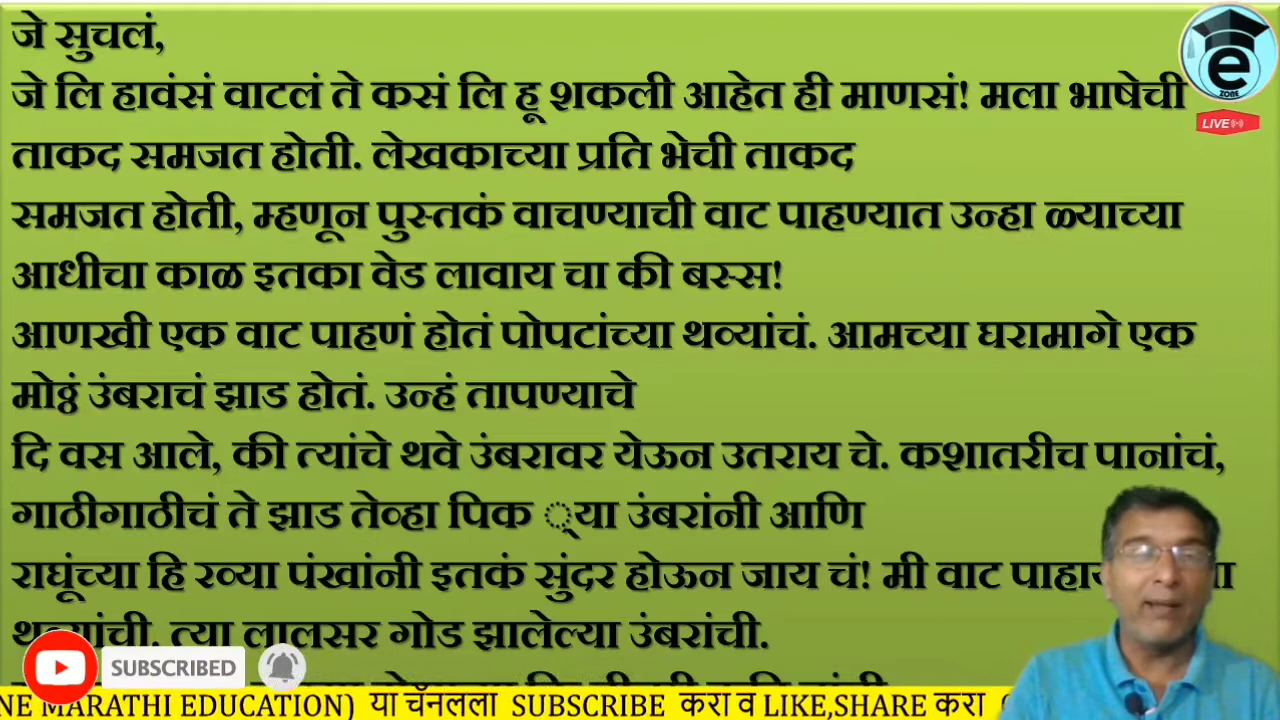 जे सुचलं,
जे लि हावंसं वाटलं ते कसं लि हू शकली आहेत ही माणसं! मला भाषेची
ताकद समजत होती. लेखकाच्या प्रति भेची ताकद
समजत होती, म्हणून पुस्तकं वाचण्याची वाट पाहण्यात उन्हा ळ्याच्या
आधीचा काळ इतका वेड लावाय चा की बस्स!
आणखी एक वाट पाहणं होतं पोपटांच्या थव्यांचं. आमच्या घरामागे एक
मोठ्ठं उंबराचं झाड होतं. उन्हं तापण्याचे
दि वस आले, की त्यांचे थवे उंबरावर येऊन उतराय चे. कशातरीच पानांचं,
गाठीगाठीचं ते झाड तेव्हा पिक ्या उंबरांनी आणि
राघूंच्या हि रव्या पंखांनी इतकं सुंदर होऊन जाय चं! मी वाट पाहाय
थव्यांची. त्या लालसर गोड झालेल्या उंबरांची.
e
ZONE
LIVE
SUBSCRIBED
NE MARATHI EDUCATION) या चॅनलला SUBSCRIBE करा व LIKE,SHARE करा